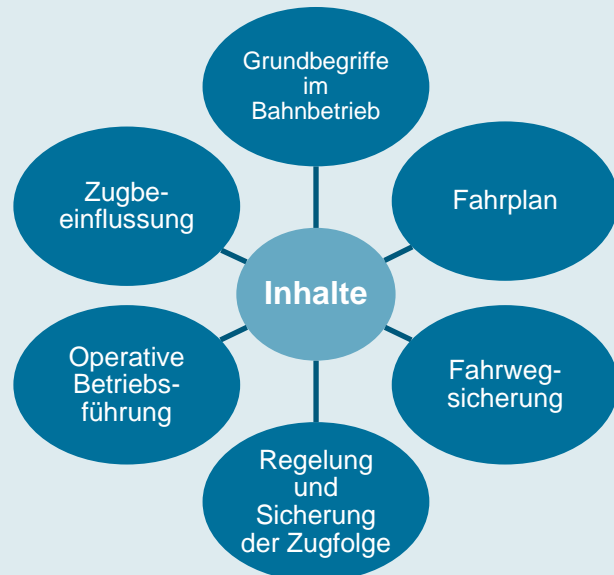 Grundbegriffe
im
Bahnbetrieb
Zugbe-
einflussung
Fahrplan
Inhalte
Operative
Betriebs-
führung
Fahrweg-
sicherung
Regelung
und
Sicherung
der Zugfolge